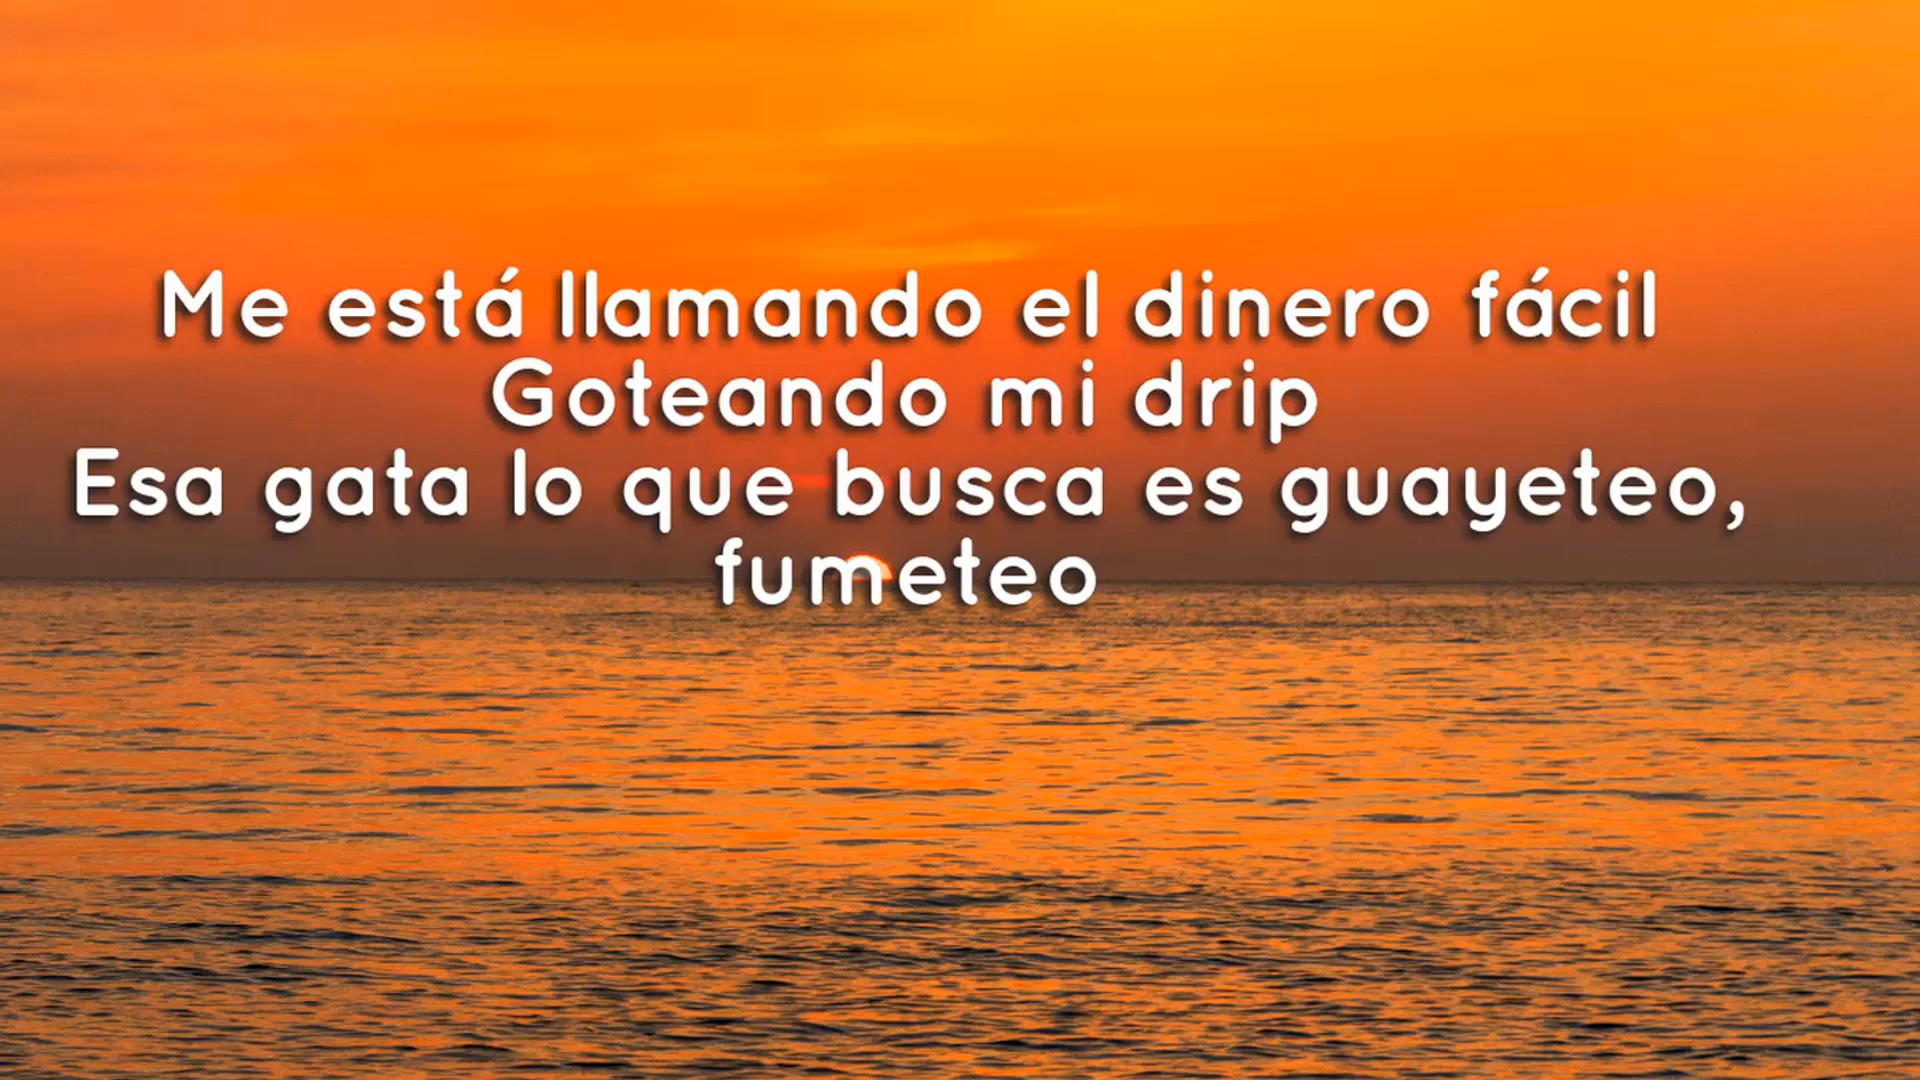 Me está llamando el dinero fácil
Goteando mi drip
Esa gata lo que busca es guayeteo,
fumeteo